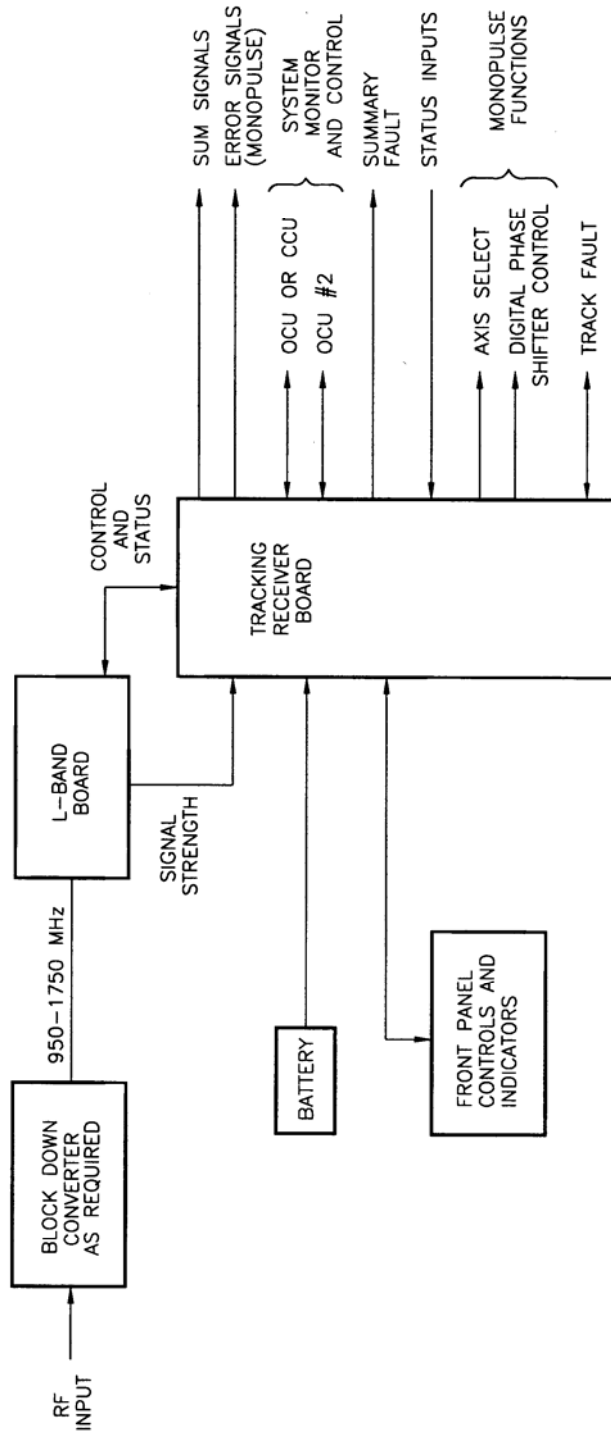 RF
INPUT
BLOCK DOWN
CONVERTER
AS REQUIRED
950-1750 MHz
L-BAND
BOARD
CONTROL
AND
STATUS
SIGNAL
STRENGTH
BATTERY
FRONT PANEL
CONTROLS AND
INDICATORS
TRACKING
RECEIVER
BOARD
SUM SIGNALS
ERROR SIGNALS
(MONOPULSE)
OCU OR CCU
OCU #2
SYSTEM
MONITOR
AND CONTROL
SUMMARY
FAULT
STATUS INPUTS
AXIS SELECT
DIGITAL PHASE
SHIFTER CONTROL
MONOPULSE
FUNCTIONS
TRACK FAULT